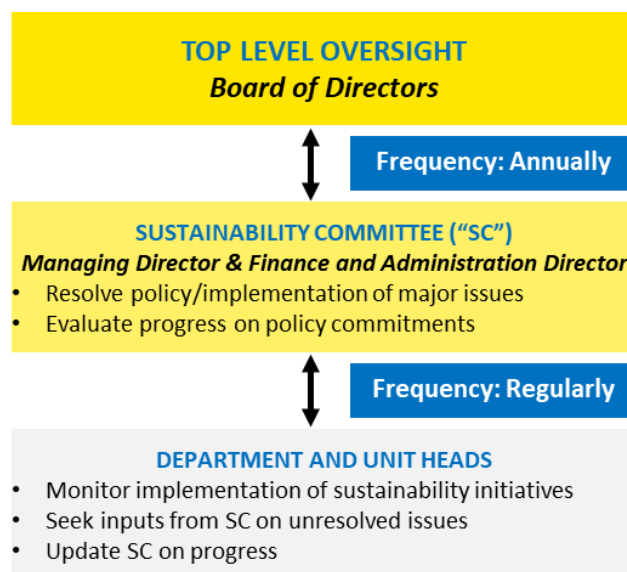 TOP LEVEL OVERSIGHT
Board of Directors
Frequency: Annually
SUSTAINABILITY COMMITTEE (“SC”)
Managing Director & Finance and Administration Director
• Resolve policy/implementation of major issues
• Evaluate progress on policy commitments
Frequency: Regularly
DEPARTMENT AND UNIT HEADS
• Monitor implementation of sustainability initiatives
• Seek inputs from SC on unresolved issues
• Update SC on progress